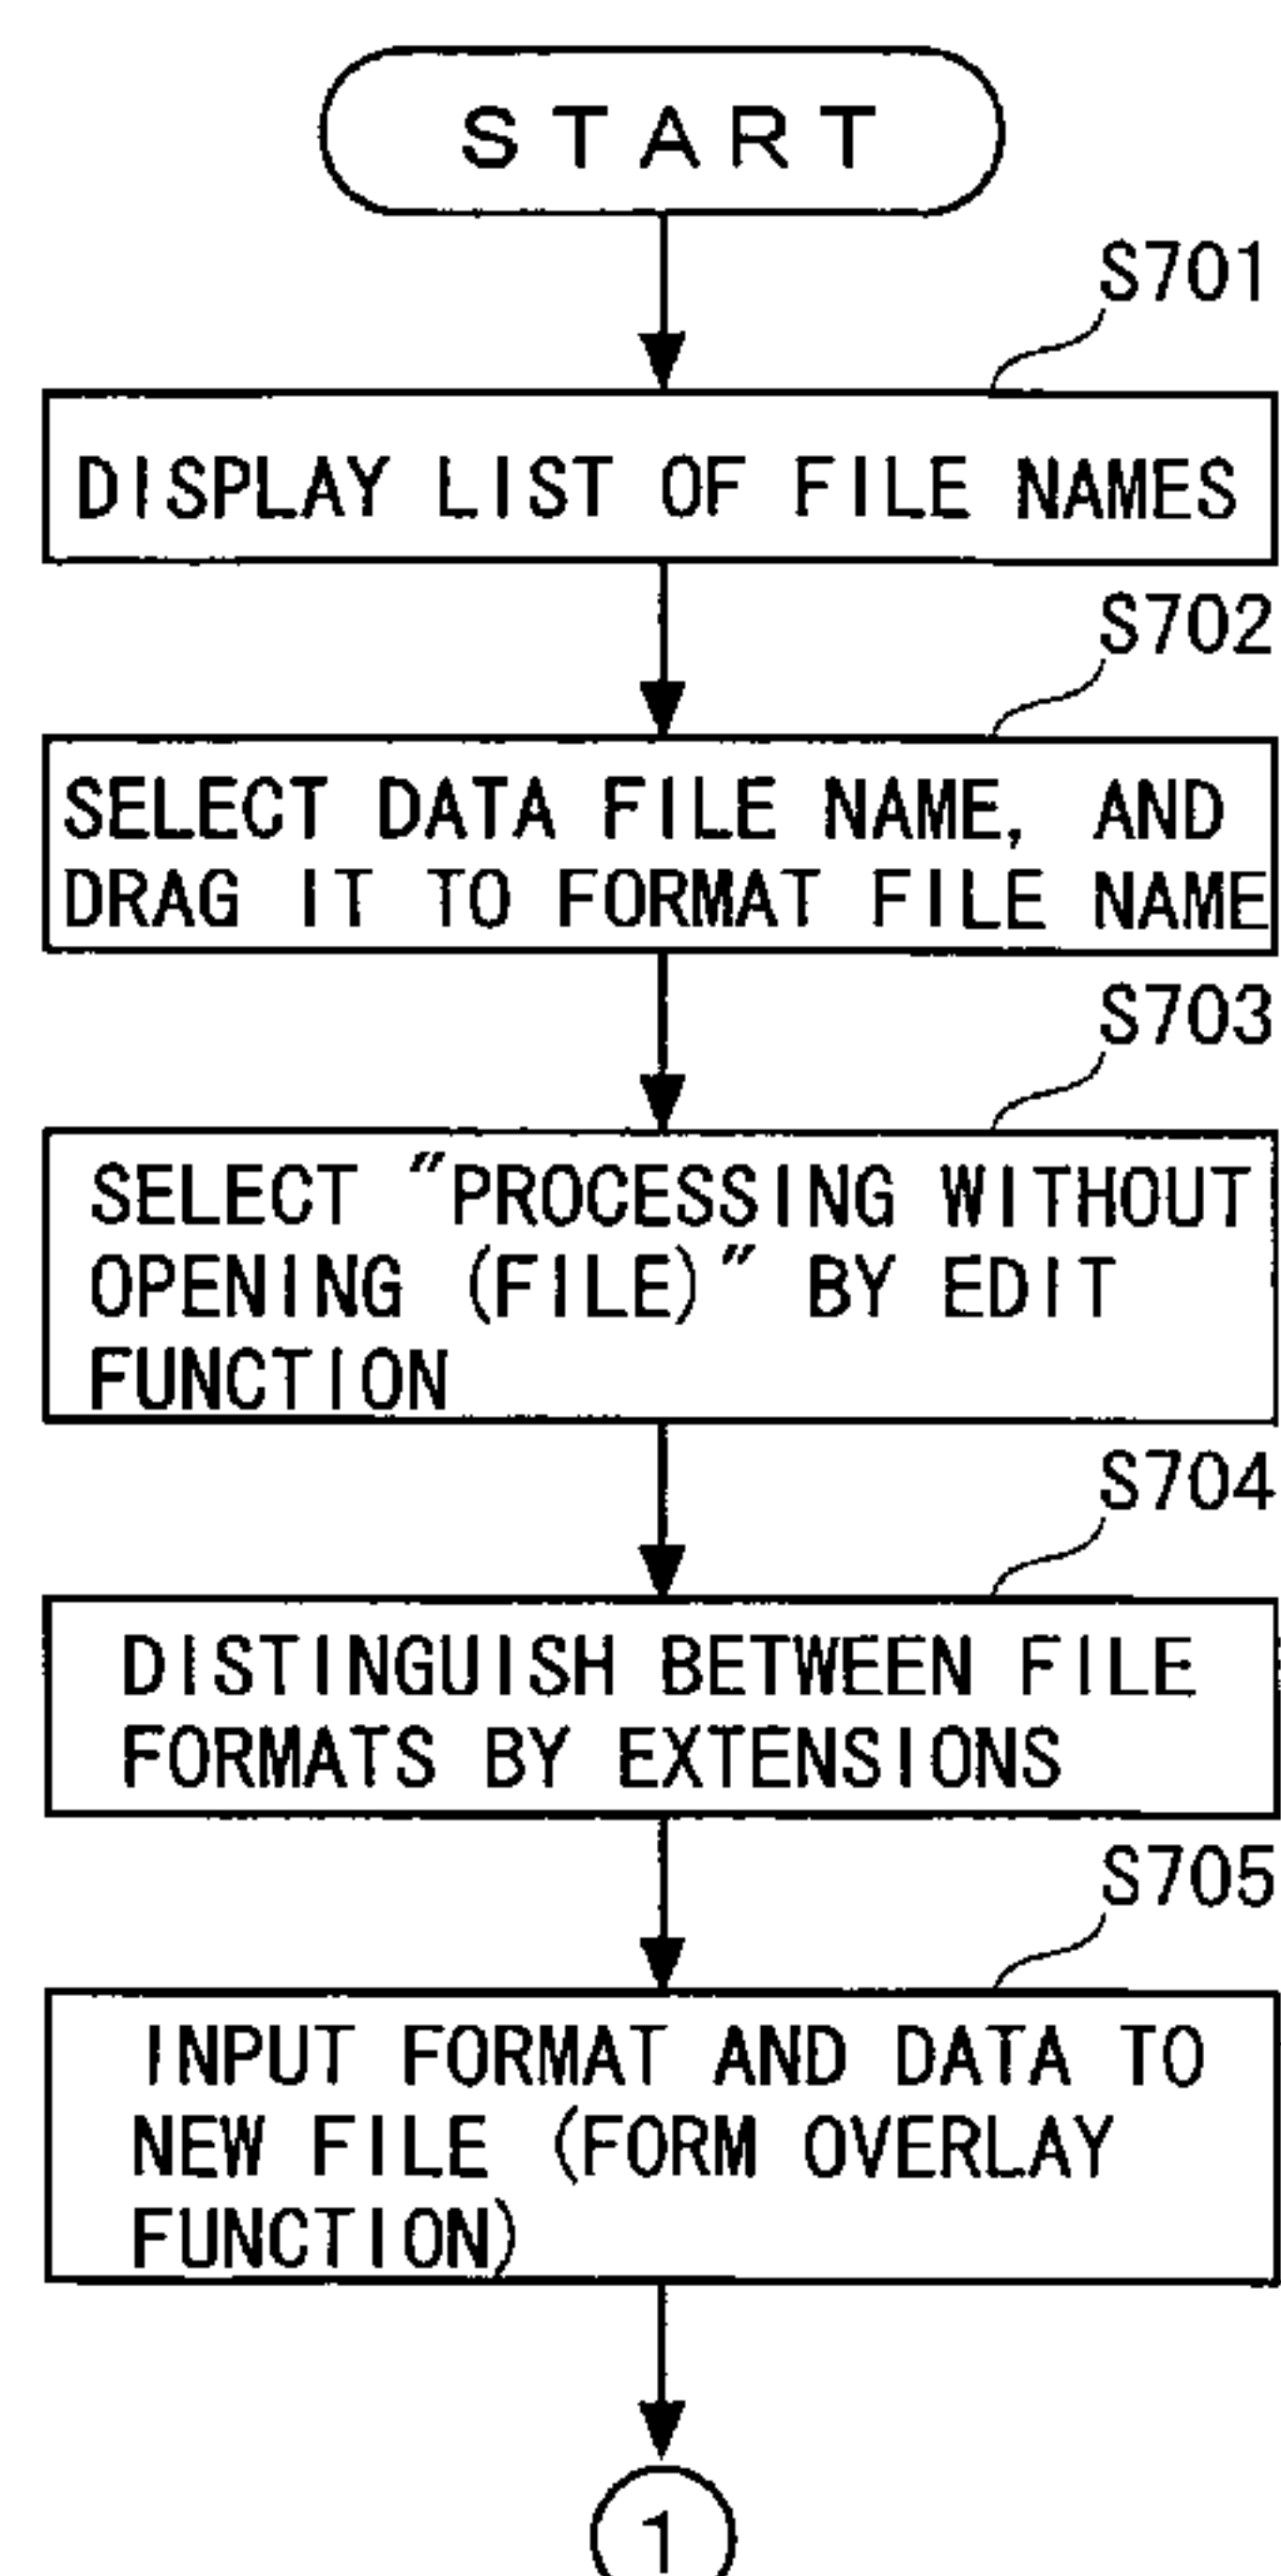 START
S701
DISPLAY LIST OF FILE NAMES
S702
SELECT DATA FILE NAME, AND
DRAG IT TO FORMAT FILE NAME
S703
SELECT "PROCESSING WITHOUT
OPENING (FILE)" BY EDIT
FUNCTION
S704
DISTINGUISH BETWEEN FILE
FORMATS BY EXTENSIONS
S705
INPUT FORMAT AND DATA TO
NEW FILE (FORM OVERLAY
FUNCTION)
1